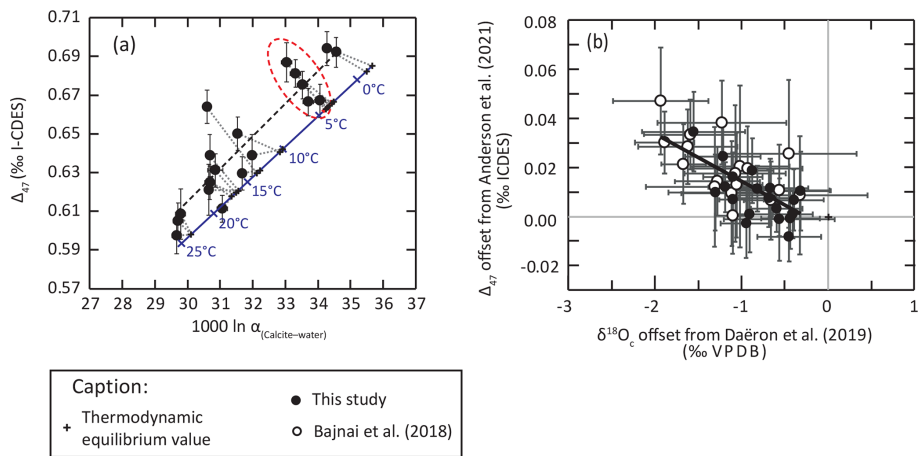 (a)
0.71
0.69
0.67
0.65
0.63
0.61
0.59
0.57
Δ47 (‰ I-CDES)
0°C
5°C
10°C
15°C
20°C
25°C
27 28 29 30 31 32 33 34 35 36 37
1000 ln α(Calcite–water)
(b)
0.08
0.06
0.04
0.02
0.00
-0.02
Δ47 offset from Anderson et al. (2021)
(‰ ICDES)
-3 -2 -1 0 1
δ18Oc offset from Daëron et al. (2019)
(‰ VPDB)
Caption:
Thermodynamic
equilibrium value
This study
Bajnai et al. (2018)